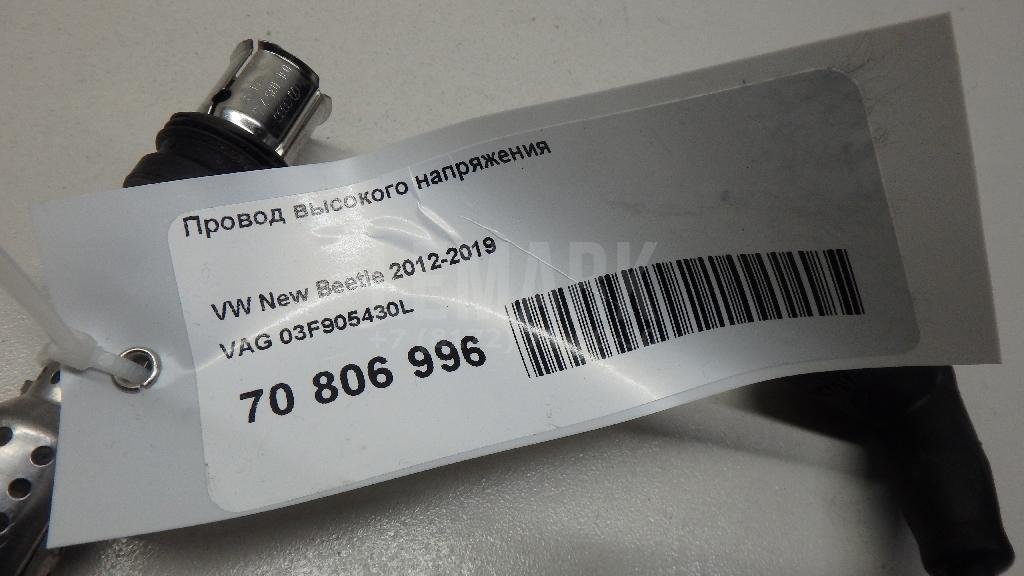 Провод высокого напряжения
VW New Beetle 2012-2019
VAG 03F905430L
70 806 996